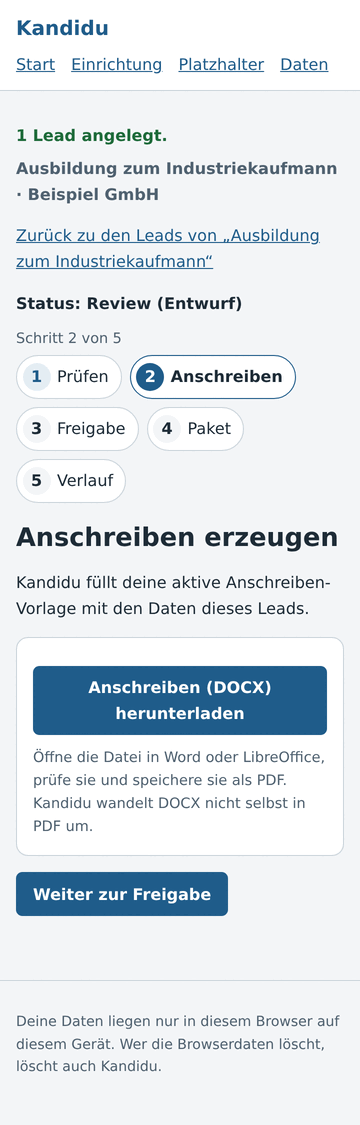 Kandidu
Start Einrichtung Platzhalter Daten
1 Lead angelegt.
Ausbildung zum Industriekaufmann
· Beispiel GmbH
Zurück zu den Leads von „Ausbildung
zum Industriekaufmann“
Status: Review (Entwurf)
Schritt 2 von 5
1 Prüfen 2 Anschreiben
3 Freigabe 4 Paket
5 Verlauf
Anschreiben erzeugen
Kandidu füllt deine aktive Anschreiben-
Vorlage mit den Daten dieses Leads.
Anschreiben (DOCX)
herunterladen
Öffne die Datei in Word oder LibreOffice,
prüfe sie und speichere sie als PDF.
Kandidu wandelt DOCX nicht selbst in
PDF um.
Weiter zur Freigabe
Deine Daten liegen nur in diesem Browser auf
diesem Gerät. Wer die Browserdaten löscht,
löscht auch Kandidu.